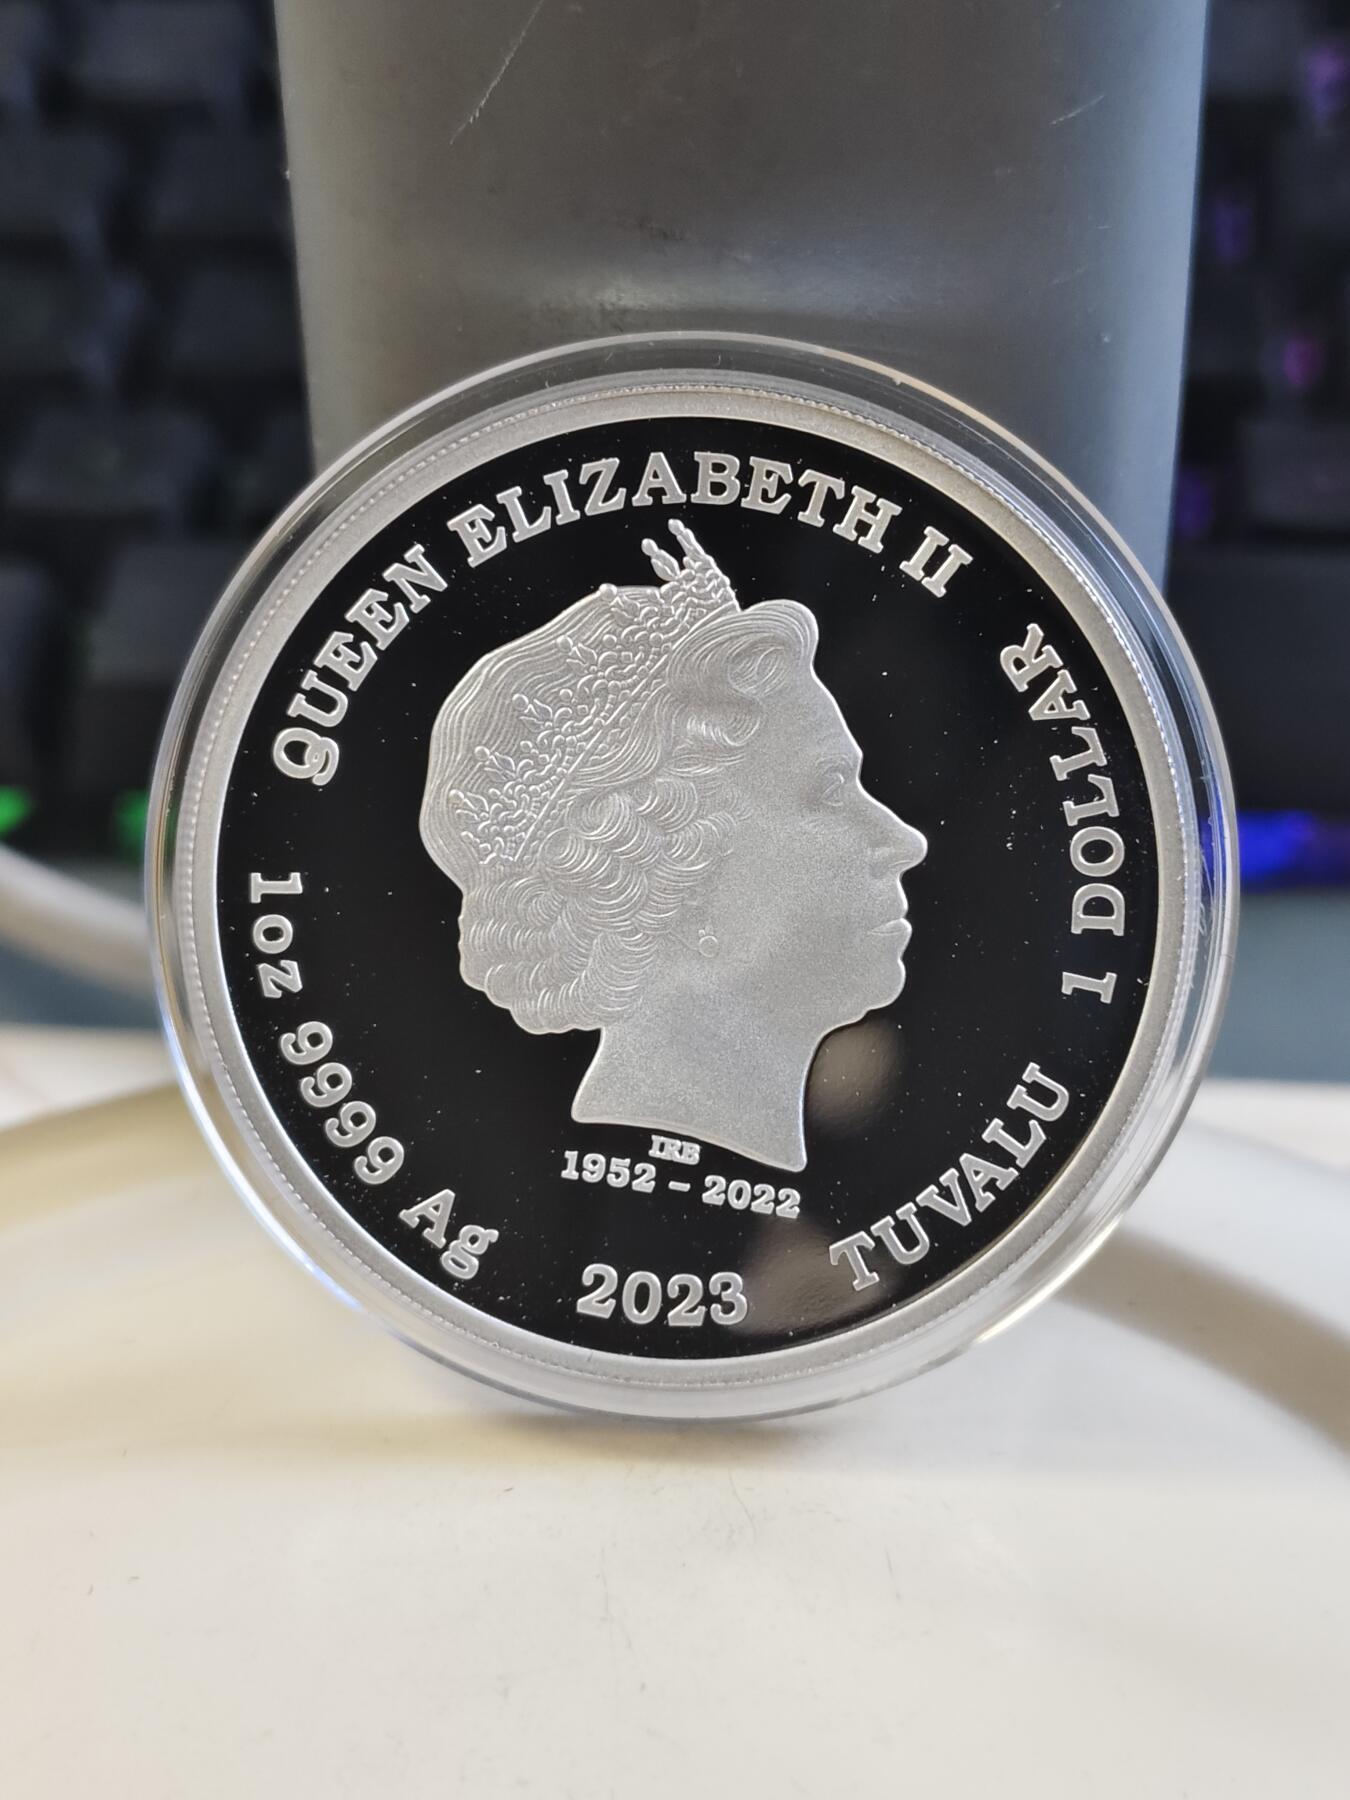 QUEEN ELIZABETH II
1 DOLLAR
TUVALU
2023
1oz 9999 Ag
IRB
1952 - 2022